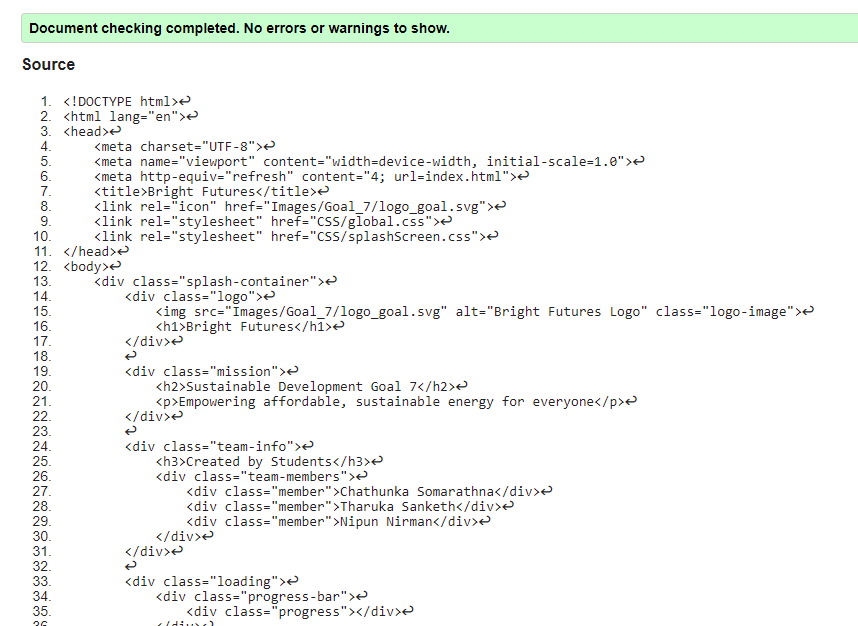 Document checking completed. No errors or warnings to show.
Source
1. <!DOCTYPE html>↩
2. <html lang="en">↩
3. <head>↩
4.     <meta charset="UTF-8">↩
5.     <meta name="viewport" content="width=device-width, initial-scale=1.0">↩
6.     <meta http-equiv="refresh" content="4; url=index.html">↩
7.     <title>Bright Futures</title>↩
8.     <link rel="icon" href="Images/Goal_7/logo_goal.svg">↩
9.     <link rel="stylesheet" href="CSS/global.css">↩
10.     <link rel="stylesheet" href="CSS/splashScreen.css">↩
11. </head>↩
12. <body>↩
13.     <div class="splash-container">↩
14.         <div class="logo">↩
15.             <img src="Images/Goal_7/logo_goal.svg" alt="Bright Futures Logo" class="logo-image">↩
16.             <h1>Bright Futures</h1>↩
17.         </div>↩
18.         ↩
19.         <div class="mission">↩
20.             <h2>Sustainable Development Goal 7</h2>↩
21.             <p>Empowering affordable, sustainable energy for everyone</p>↩
22.         </div>↩
23.         ↩
24.         <div class="team-info">↩
25.             <h3>Created by Students</h3>↩
26.             <div class="team-members">↩
27.                 <div class="member">Chathunka Somarathna</div>↩
28.                 <div class="member">Tharuka Sanketh</div>↩
29.                 <div class="member">Nipun Nirman</div>↩
30.             </div>↩
31.         </div>↩
32.         ↩
33.         <div class="loading">↩
34.             <div class="progress-bar">↩
35.                 <div class="progress"></div>↩
36.             </div>↩